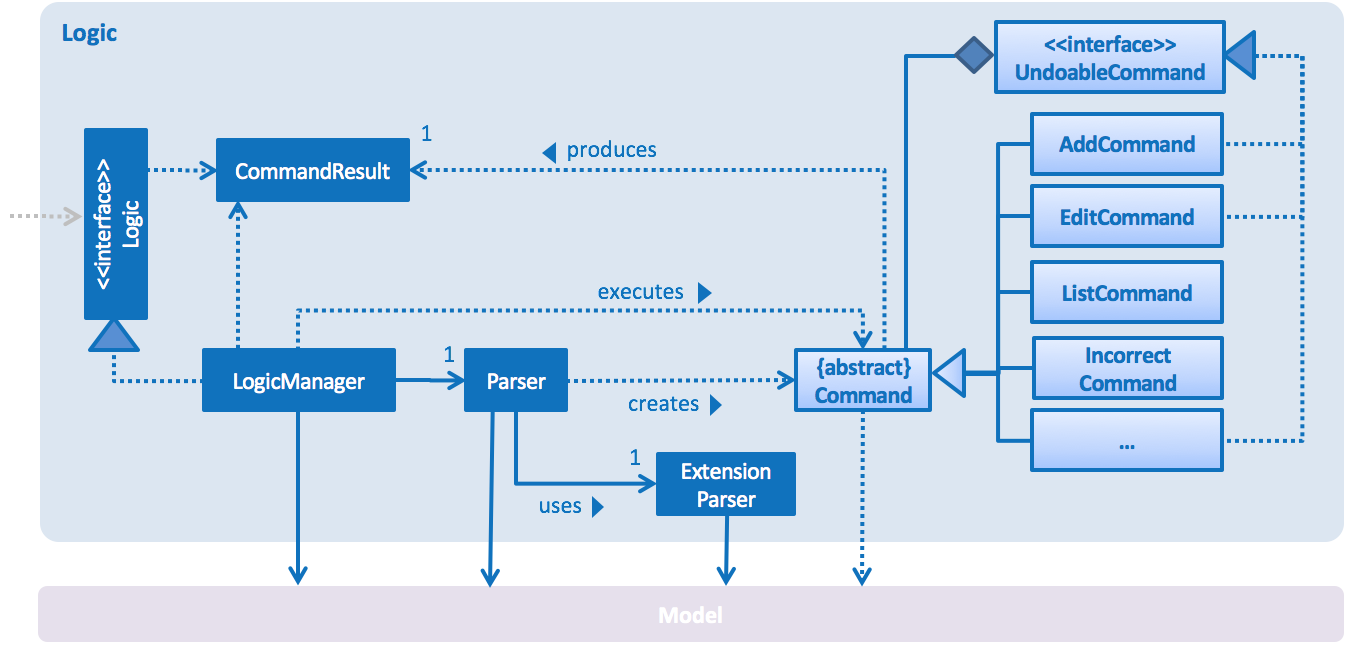 Logic
<<interface>>
UndoableCommand
1
produces
CommandResult
AddCommand
<<interface>>
Logic
EditCommand
executes
ListCommand
1
LogicManager
Parser
creates
{abstract}
Command
Incorrect
Command
1
uses
Extension
Parser
...
Model